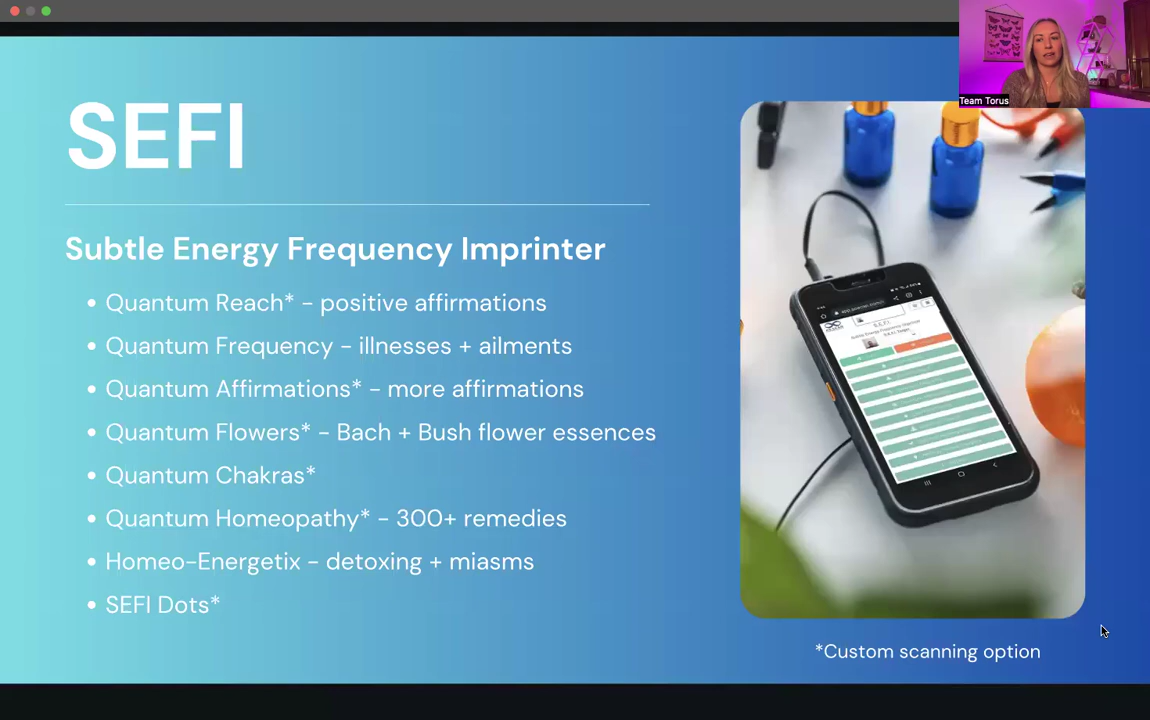 SEFI
Subtle Energy Frequency Imprinter
• Quantum Reach* - positive affirmations
• Quantum Frequency - illnesses + ailments
• Quantum Affirmations* - more affirmations
• Quantum Flowers* - Bach + Bush flower essences
• Quantum Chakras*
• Quantum Homeopathy* - 300+ remedies
• Homeo-Energetix - detoxing + miasms
• SEFI Dots*
Team Torus
*Custom scanning option